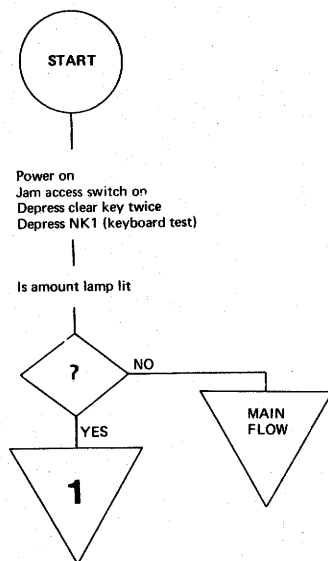 START
Power on
Jam access switch on
Depress clear key twice
Depress NK1 (keyboard test)
Is amount lamp lit
?
NO
YES
MAIN
FLOW
1